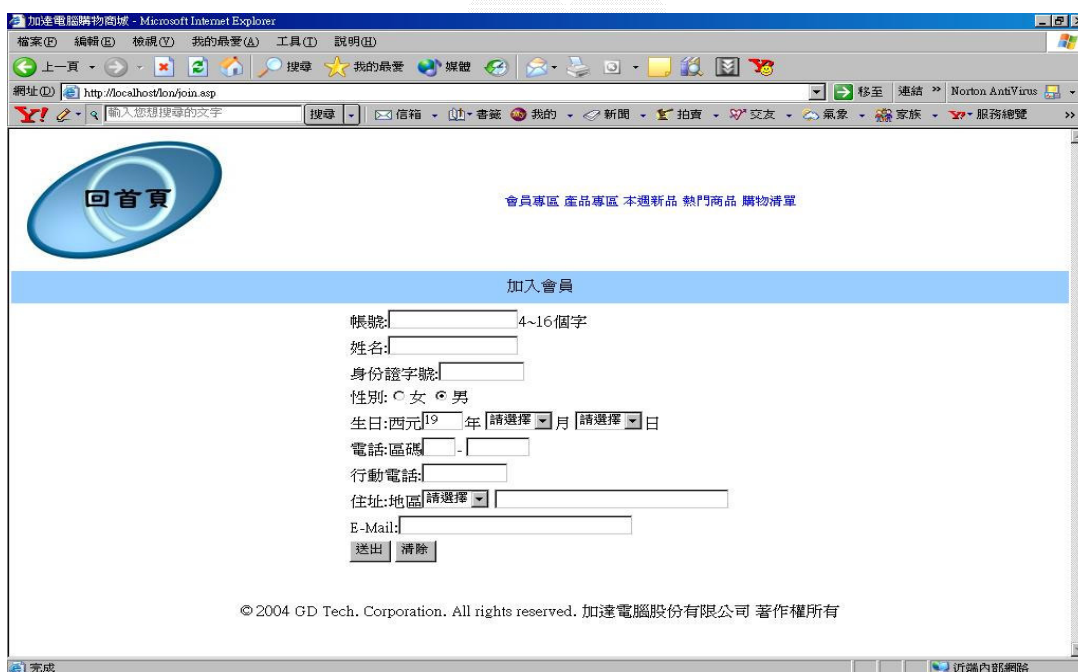 加達電腦購物商城 - Microsoft Internet Explorer
檔案(F) 編輯(E) 檢視(V) 我的最愛(A) 工具(T) 說明(H)
上一頁 搜尋 我的最愛 媒體
網址(D) http://localhost/lon/join.asp 移至 連結 » Norton AntiVirus
Y! 輸入您想搜尋的文字 搜尋 信箱 書籤 我的 新聞 拍賣 交友 氣象 家族 Y7 服務總覽 »
回首頁
會員專區 產品專區 本週新品 熱門商品 購物清單
加入會員
帳號: 4~16個字
姓名:
身份證字號:
性別: 女 男
生日:西元 19 年 請選擇 月 請選擇 日
電話:區碼 -
行動電話:
住址:地區 請選擇
E-Mail:
送出 清除
© 2004 GD Tech. Corporation. All rights reserved. 加達電腦股份有限公司 著作權所有
完成 近端內部網路